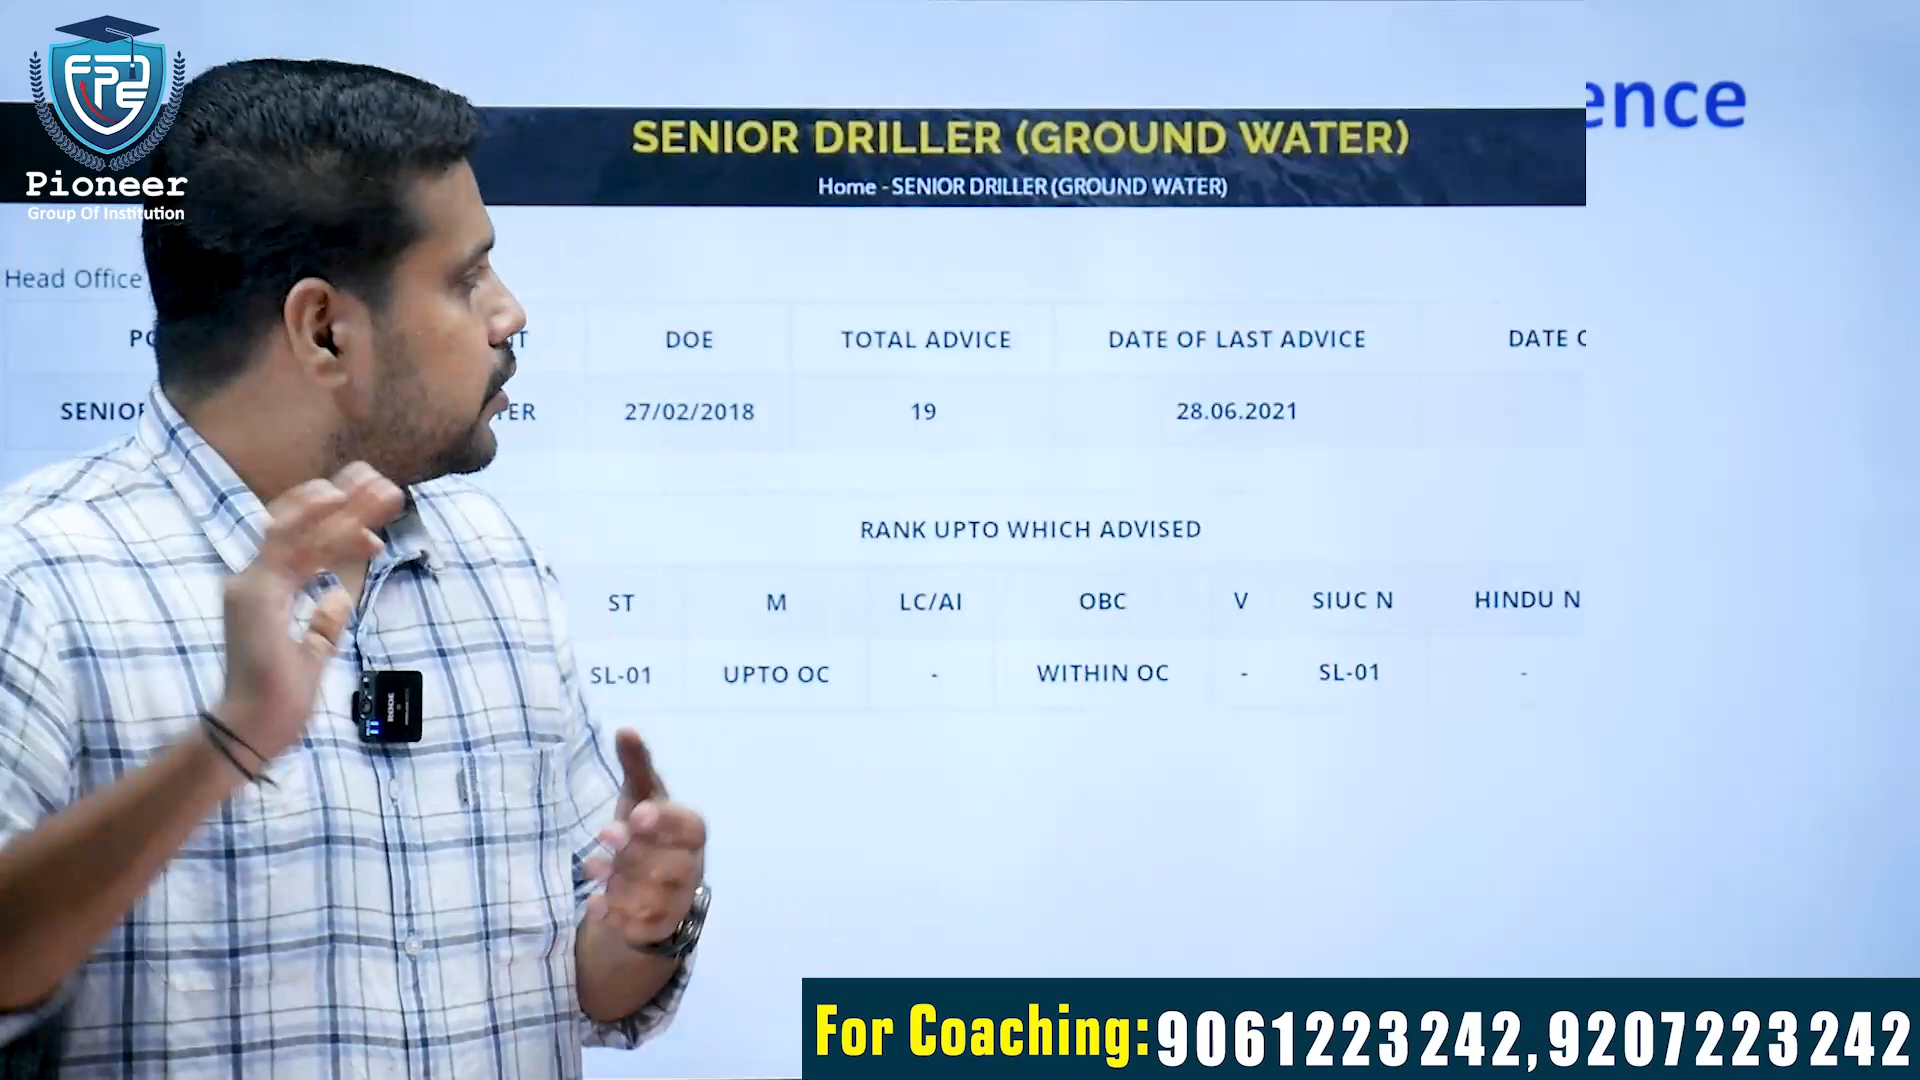 Pioneer
Group Of Institution
ence
SENIOR DRILLER (GROUND WATER)
Home - SENIOR DRILLER (GROUND WATER)
Head Office
DOE TOTAL ADVICE DATE OF LAST ADVICE DATE
27/02/2018 19 28.06.2021
RANK UPTO WHICH ADVISED
ST M LC/AI OBC V SIUC N HINDU N
SL-01 UPTO OC - WITHIN OC - SL-01 -
RODE
For Coaching: 9061223242, 9207223242